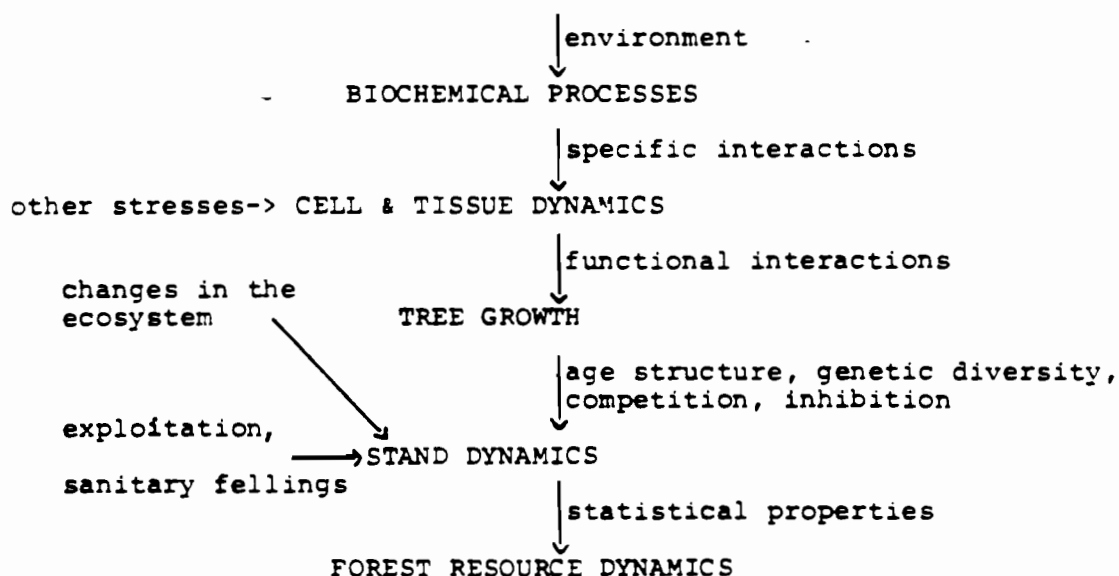 environment
BIOCHEMICAL PROCESSES
specific interactions
other stresses-> CELL & TISSUE DYNAMICS
functional interactions
changes in the
ecosystem
TREE GROWTH
age structure, genetic diversity,
competition, inhibition
exploitation,
STAND DYNAMICS
sanitary fellings
statistical properties
FOREST RESOURCE DYNAMICS